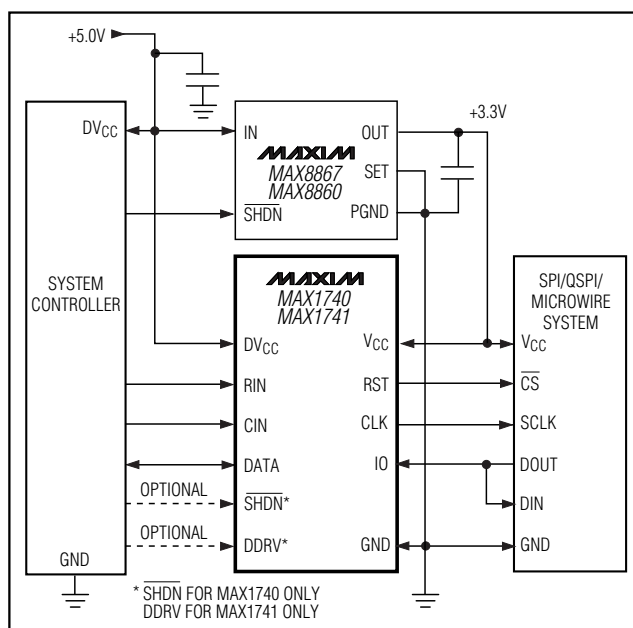 +5.0V
+3.3V
DVCC
IN
OUT
MAXIM
MAX8867
MAX8860
SET
SHDN
PGND
SYSTEM
CONTROLLER
MAXIM
MAX1740
MAX1741
SPI/QSPI/
MICROWIRE
SYSTEM
DVCC
VCC
VCC
RIN
RST
CS
CIN
CLK
SCLK
DATA
IO
DOUT
OPTIONAL
SHDN*
DIN
OPTIONAL
DDRV*
GND
GND
GND
* SHDN FOR MAX1740 ONLY
DDRV FOR MAX1741 ONLY